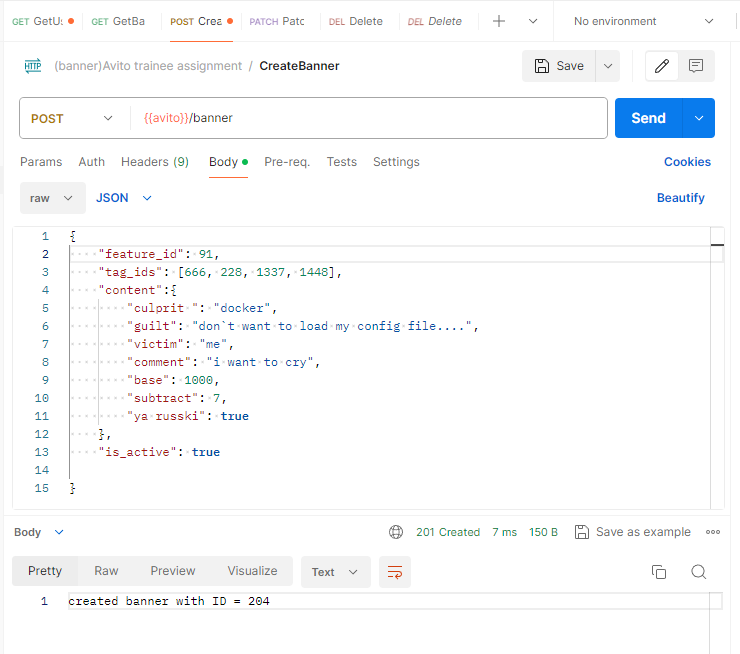 GET GetUs GET GetBa POST Crea PATCH Patc DEL Delete DEL Delete No environment
HTTP (banner)Avito trainee assignment / CreateBanner Save
POST {{avito}}/banner Send
Params Auth Headers (9) Body Pre-req. Tests Settings Cookies
raw JSON Beautify
1 {
2 "feature_id": 91,
3 "tag_ids": [666, 228, 1337, 1448],
4 "content":{
5 "culprit ": "docker",
6 "guilt": "don`t want to load my config file....",
7 "victim": "me",
8 "comment": "i want to cry",
9 "base": 1000,
10 "subtract": 7,
11 "ya russki": true
12 },
13 "is_active": true
14
15 }
Body 201 Created 7 ms 150 B Save as example
Pretty Raw Preview Visualize Text
1 created banner with ID = 204